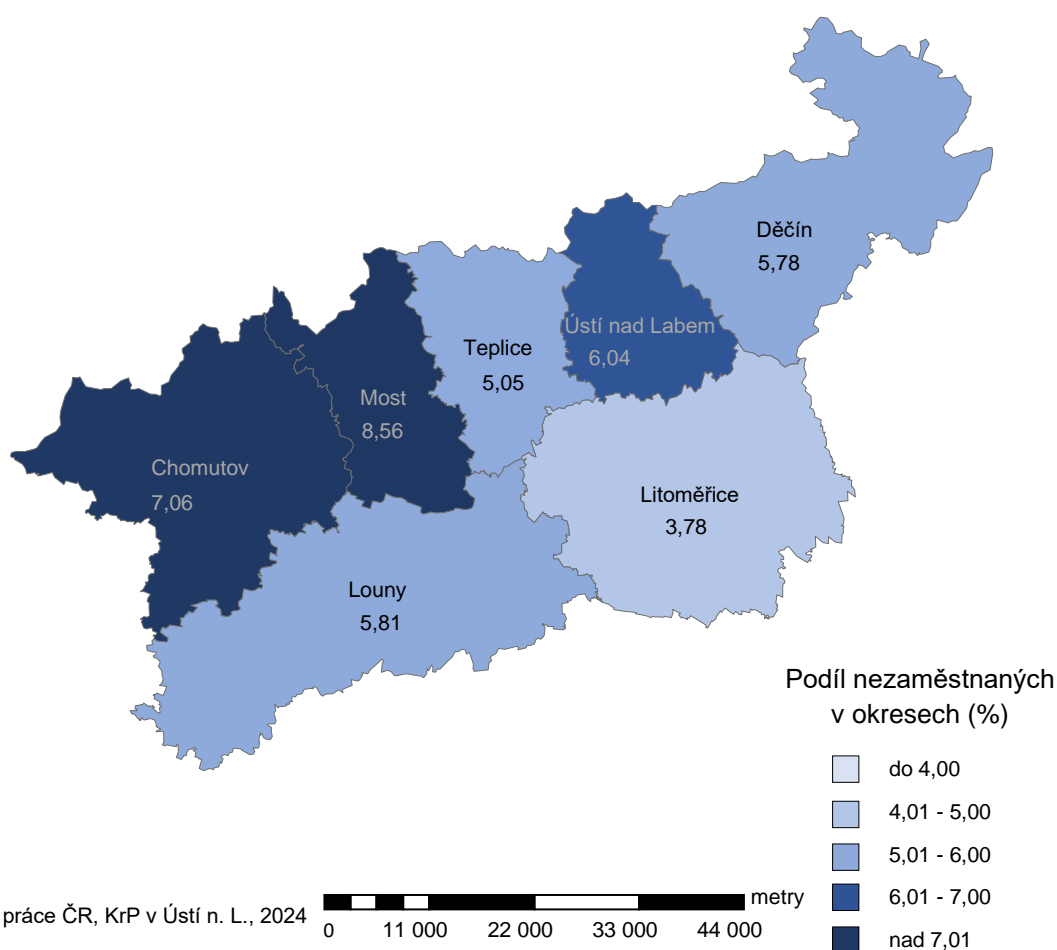 Děčín
5,78
Ústí nad Labem
6,04
Teplice
5,05
Most
8,56
Chomutov
7,06
Litoměřice
3,78
Louny
5,81
Podíl nezaměstnaných
v okresech (%)
do 4,00
4,01 - 5,00
5,01 - 6,00
6,01 - 7,00
nad 7,01
práce ČR, KrP v Ústí n. L., 2024
metry
0 11 000 22 000 33 000 44 000